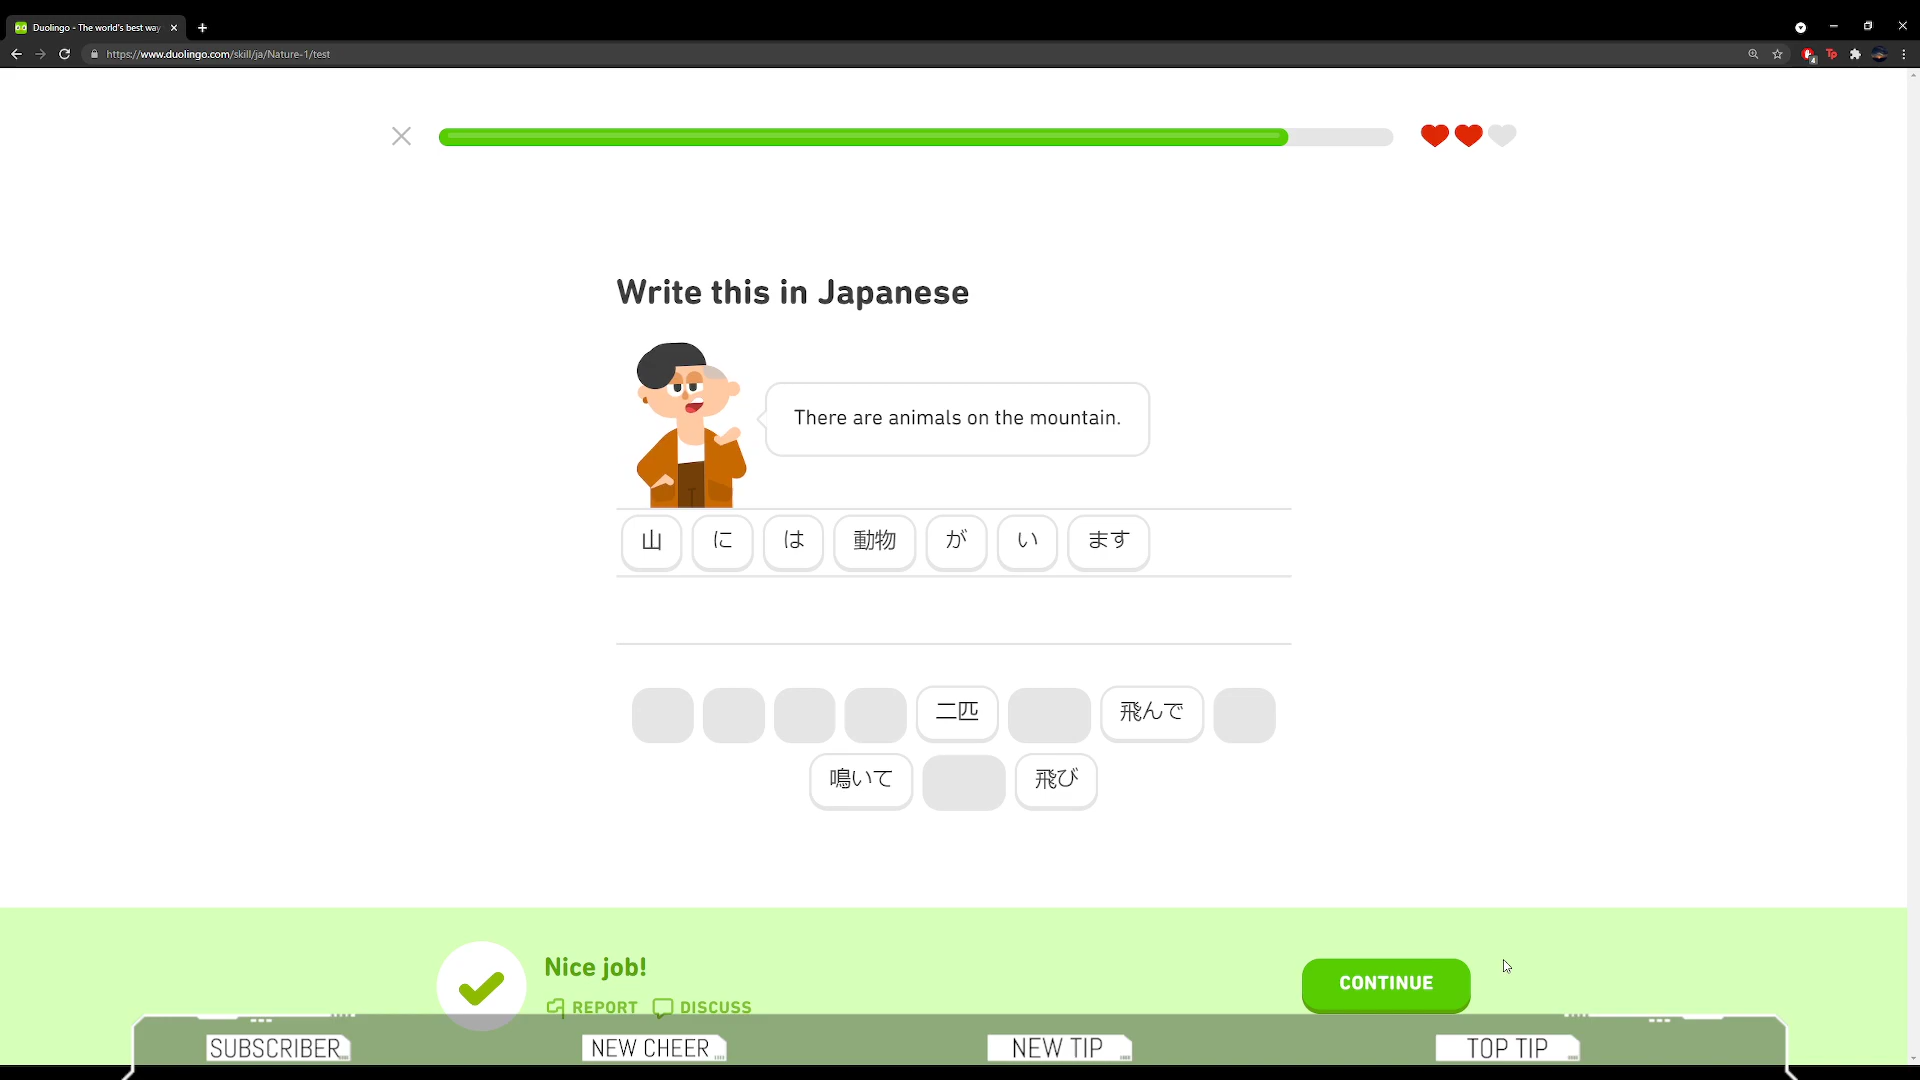 Duolingo - The world's best way
https://www.duolingo.com/skill/ja/Nature-1/test
4
Write this in Japanese
There are animals on the mountain.
山 に は 動物 が い ます
二匹 飛んで
鳴いて 飛び
Nice job!
REPORT DISCUSS
CONTINUE
SUBSCRIBER NEW CHEER NEW TIP TOP TIP